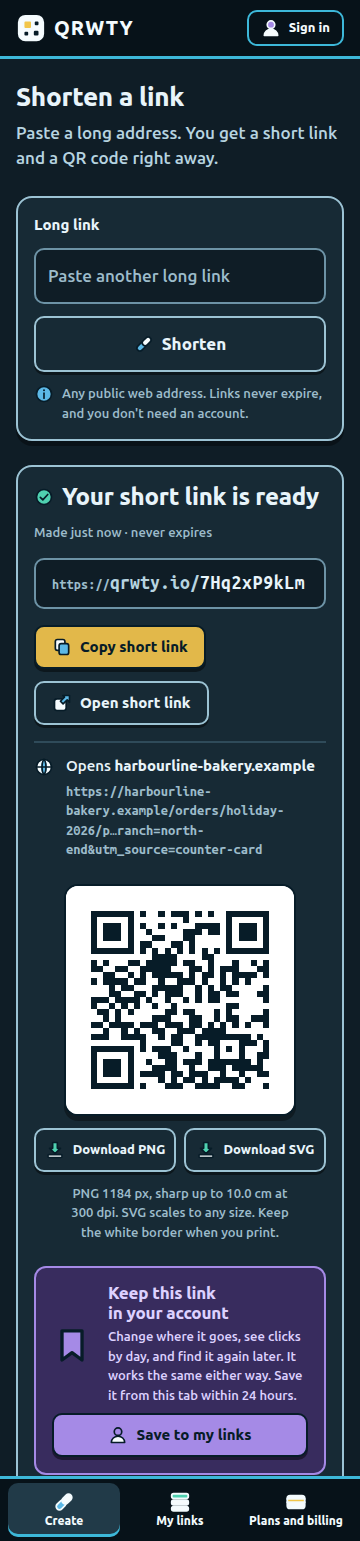 QRWTY
Sign in
Shorten a link
Paste a long address. You get a short link
and a QR code right away.
Long link
Paste another long link
Shorten
Any public web address. Links never expire,
and you don't need an account.
Your short link is ready
Made just now · never expires
https://qrwty.io/7Hq2xP9kLm
Copy short link
Open short link
Opens harbourline-bakery.example
https://harbourline-
bakery.example/orders/holiday-
2026/p…ranch=north-
end&utm_source=counter-card
Download PNG
Download SVG
PNG 1184 px, sharp up to 10.0 cm at
300 dpi. SVG scales to any size. Keep
the white border when you print.
Keep this link
in your account
Change where it goes, see clicks
by day, and find it again later. It
works the same either way. Save
it from this tab within 24 hours.
Save to my links
Create
My links
Plans and billing